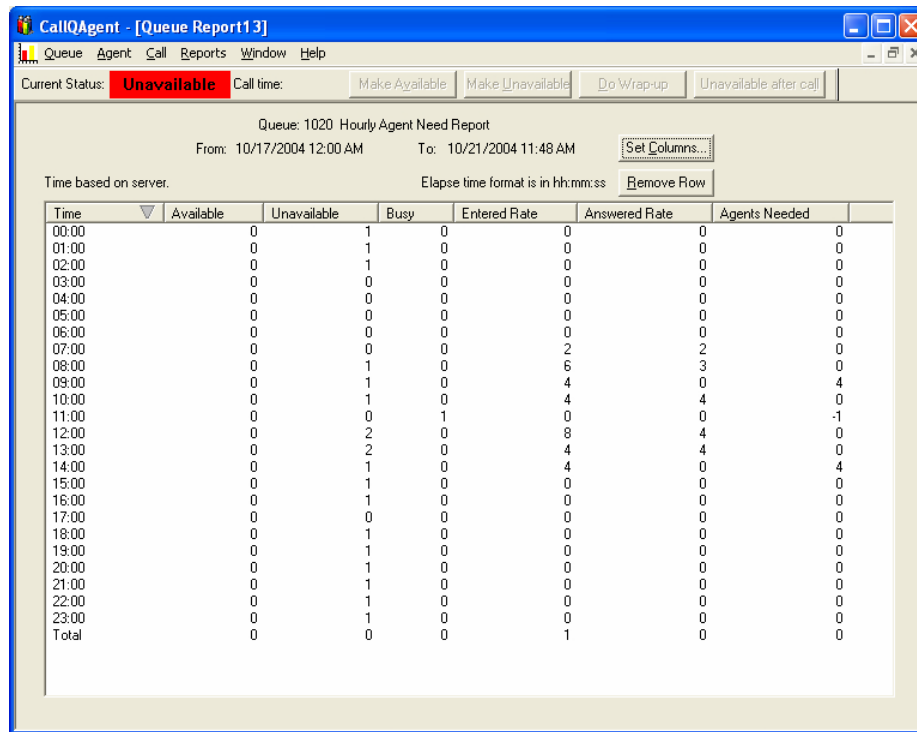 CallQAgent - [Queue Report13]
Queue Agent Call Reports Window Help
Current Status: Unavailable Call time: Make Available Make Unavailable Do Wrap-up Unavailable after call
Queue: 1020 Hourly Agent Need Report
From: 10/17/2004 12:00 AM To: 10/21/2004 11:48 AM Set Columns...
Time based on server. Elapse time format is in hh:mm:ss Remove Row
Time Available Unavailable Busy Entered Rate Answered Rate Agents Needed
00:00 0 1 0 0 0 0
01:00 0 1 0 0 0 0
02:00 0 1 0 0 0 0
03:00 0 0 0 0 0 0
04:00 0 0 0 0 0 0
05:00 0 0 0 0 0 0
06:00 0 0 0 0 0 0
07:00 0 0 0 2 2 0
08:00 0 1 0 6 3 0
09:00 0 1 0 4 0 4
10:00 0 1 0 4 4 0
11:00 0 0 1 0 0 -1
12:00 0 2 0 8 4 0
13:00 0 2 0 4 4 0
14:00 0 1 0 4 0 4
15:00 0 1 0 0 0 0
16:00 0 1 0 0 0 0
17:00 0 0 0 0 0 0
18:00 0 1 0 0 0 0
19:00 0 1 0 0 0 0
20:00 0 1 0 0 0 0
21:00 0 1 0 0 0 0
22:00 0 1 0 0 0 0
23:00 0 1 0 0 0 0
Total 0 0 0 1 0 0